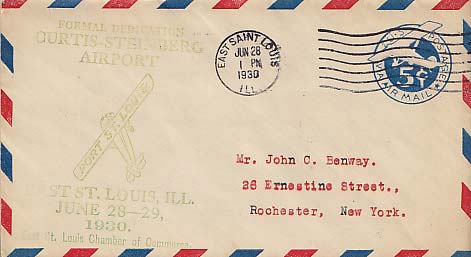 FORMAL DEDICATION
CURTIS-STEINBERG
AIRPORT
PORT ST. LOUIS
EAST ST. LOUIS, ILL.
JUNE 28-29,
1930.
East St. Louis Chamber of Commerce.
EAST SAINT LOUIS
JUN 28
1 PM
1930
ILL.
U.S. POSTAGE
5 CTS
VIA AIR MAIL
Mr. John C. Benway.
26 Ernestine Street.,
Rochester, New York.